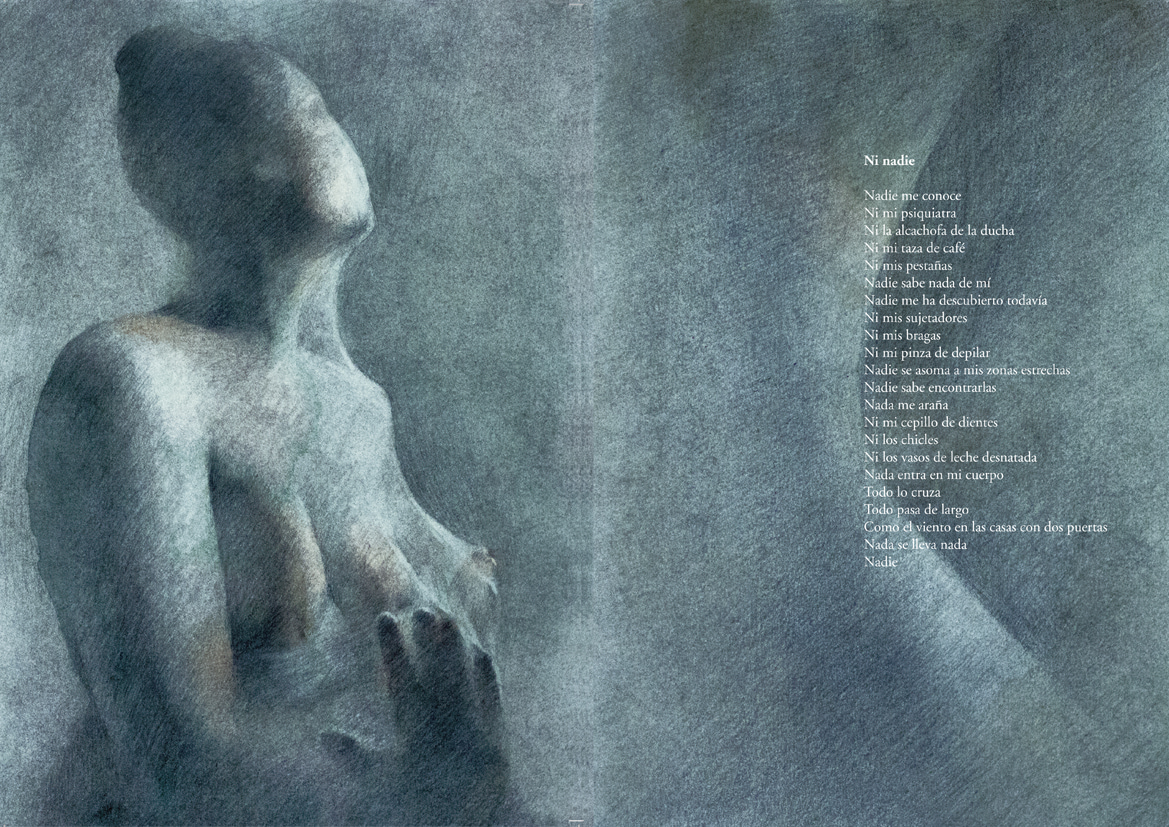 Ni nadie
Nadie me conoce
Ni mi psiquiatra
Ni la alcachofa de la ducha
Ni mi taza de café
Ni mis pestañas
Nadie sabe nada de mí
Nadie me ha descubierto todavía
Ni mis sujetadores
Ni mis bragas
Ni mi pinza de depilar
Nadie se asoma a mis zonas estrechas
Nadie sabe encontrarlas
Nada me araña
Ni mi cepillo de dientes
Ni los chicles
Ni los vasos de leche desnatada
Nada entra en mi cuerpo
Todo lo cruza
Todo pasa de largo
Como el viento en las casas con dos puertas
Nada se lleva nada
Nadie